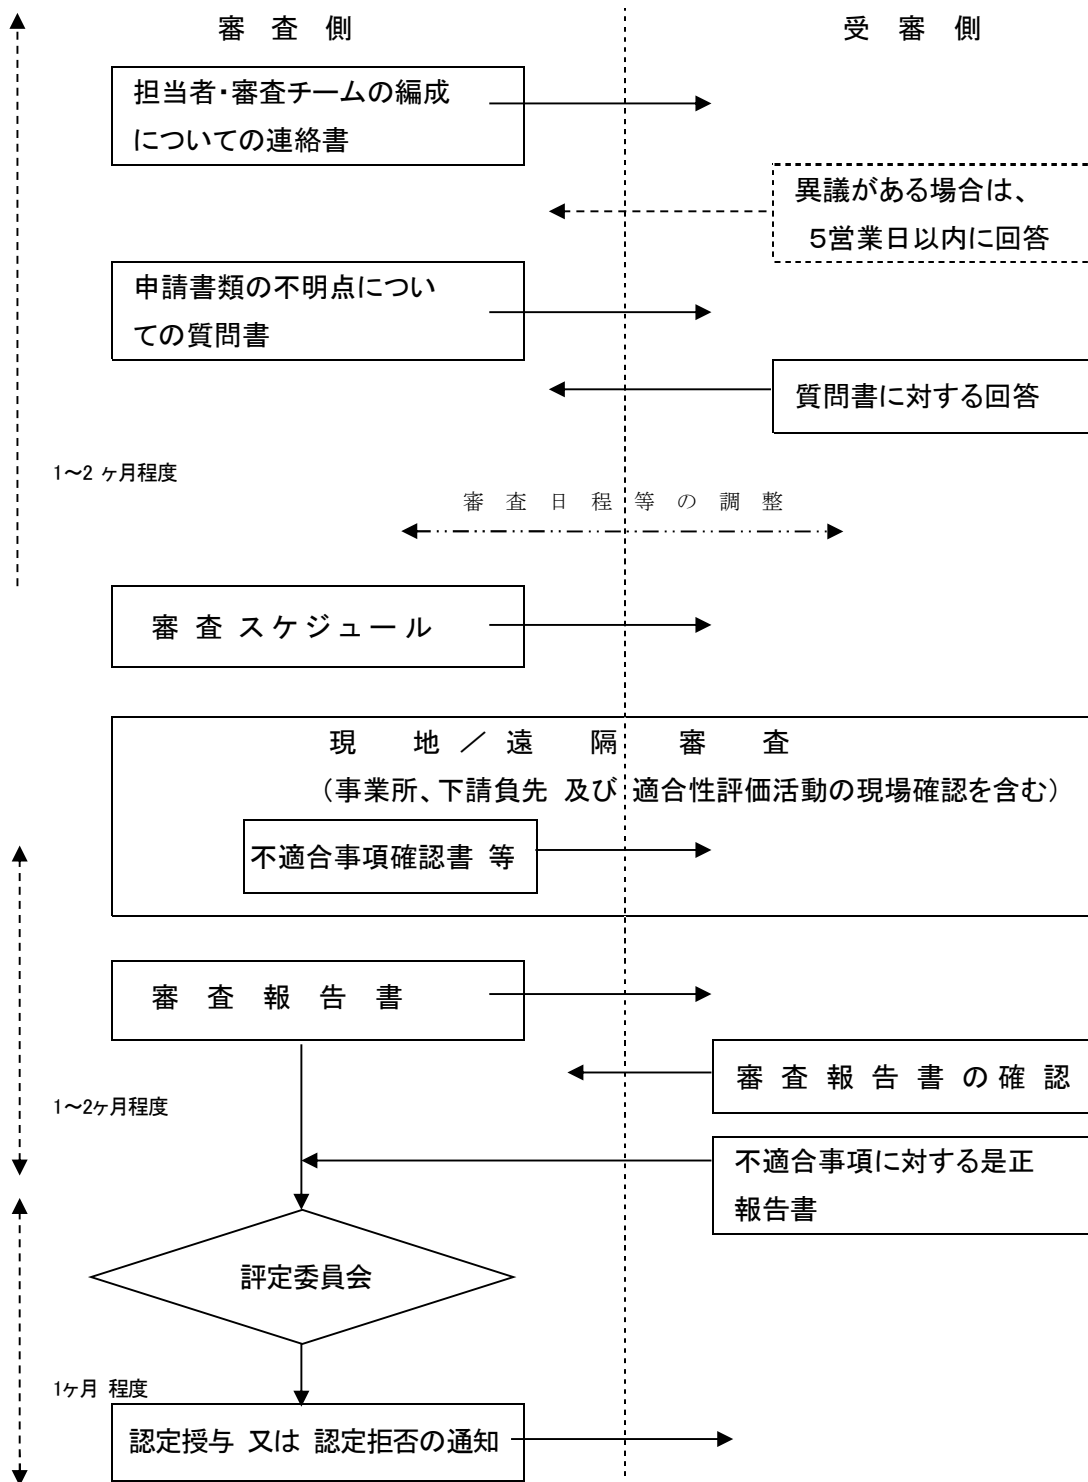 審 査 側
受 審 側
担当者・審査チームの編成
についての連絡書
異議がある場合は、
5営業日以内に回答
申請書類の不明点につい
ての質問書
質問書に対する回答
1～2 ヶ月程度
審 査 日 程 等 の 調 整
審 査 スケジュール
現 地 ／ 遠 隔 審 査
（事業所、下請負先 及び 適合性評価活動の現場確認を含む）
不適合事項確認書 等
審 査 報 告 書
審 査 報 告 書 の 確 認
1～2ヶ月程度
不適合事項に対する是正
報告書
評定委員会
1ヶ月 程度
認定授与 又は 認定拒否の通知